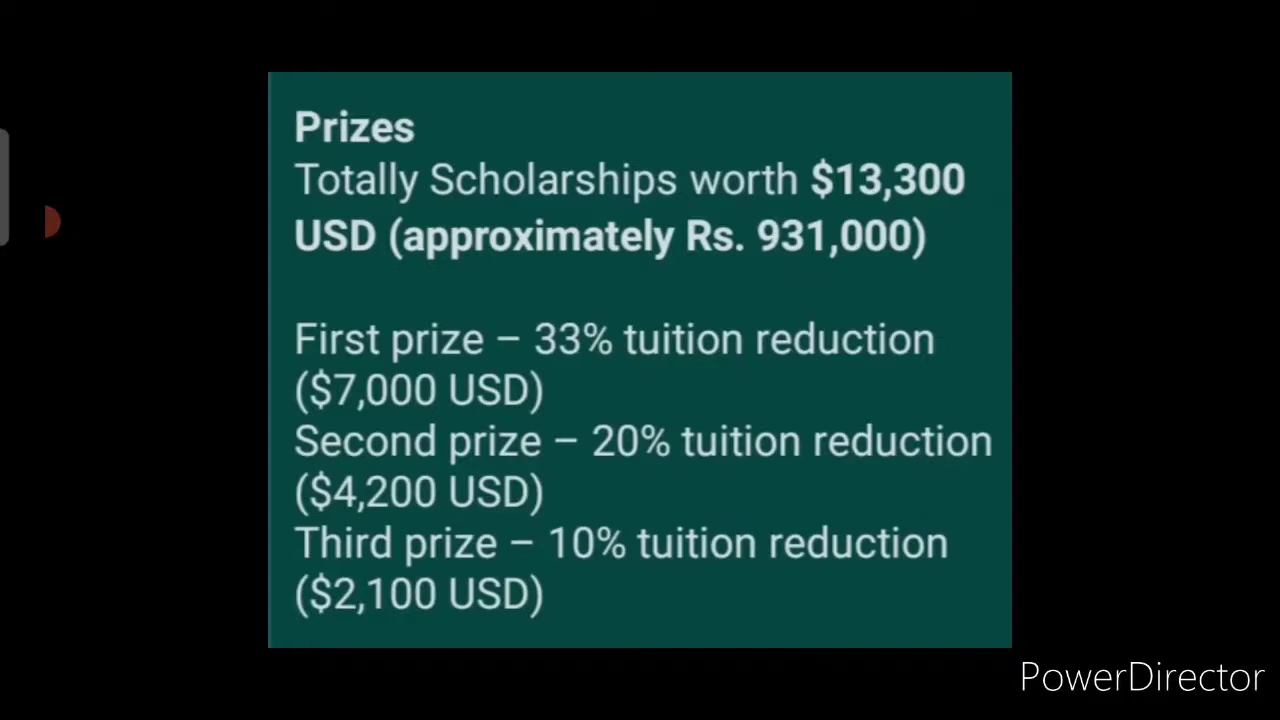 Prizes
Totally Scholarships worth $13,300
USD (approximately Rs. 931,000)
First prize – 33% tuition reduction
($7,000 USD)
Second prize – 20% tuition reduction
($4,200 USD)
Third prize – 10% tuition reduction
($2,100 USD)
PowerDirector